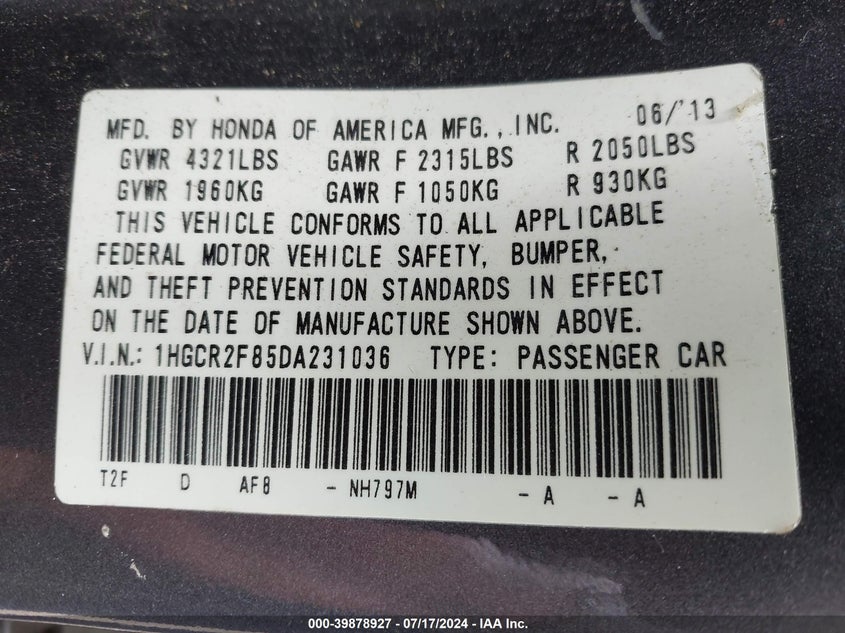 MFD. BY HONDA OF AMERICA MFG., INC. 06/'13
GVWR 4321LBS GAWR F 2315LBS R 2050LBS
GVWR 1960KG GAWR F 1050KG R 930KG
THIS VEHICLE CONFORMS TO ALL APPLICABLE
FEDERAL MOTOR VEHICLE SAFETY, BUMPER,
AND THEFT PREVENTION STANDARDS IN EFFECT
ON THE DATE OF MANUFACTURE SHOWN ABOVE.
V.I.N.: 1HGCR2F85DA231036 TYPE: PASSENGER CAR
T2F D AF8 - NH797M - A - A
000-39878927 - 07/17/2024 - IAA Inc.